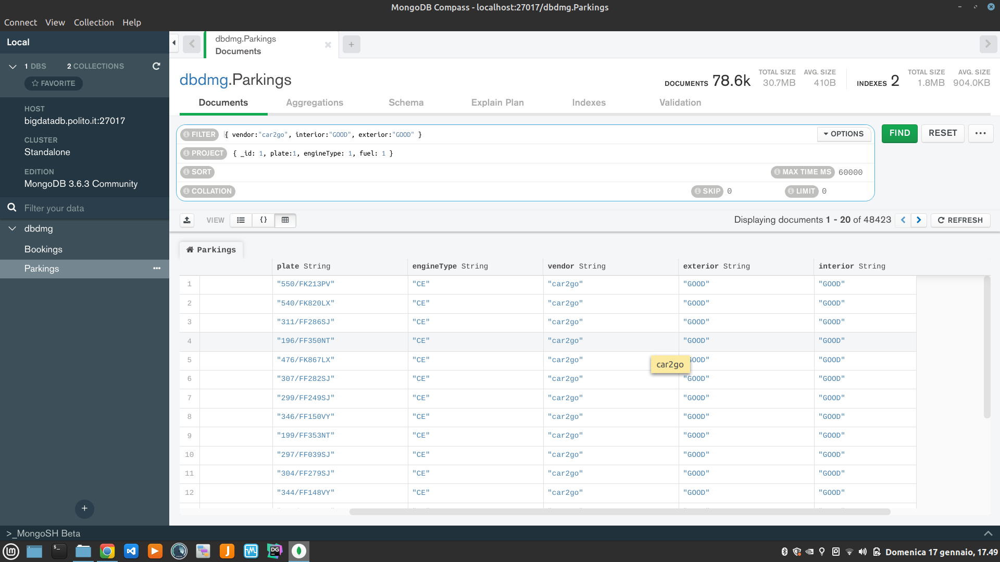 MongoDB Compass - localhost:27017/dbdmg.Parkings
Connect View Collection Help
Local
1 DBS 2 COLLECTIONS
FAVORITE
HOST
bigdatadb.polito.it:27017
CLUSTER
Standalone
EDITION
MongoDB 3.6.3 Community
Filter your data
dbdmg
Bookings
Parkings
dbdmg.Parkings
Documents
dbdmg.Parkings
DOCUMENTS 78.6k TOTAL SIZE 30.7MB AVG. SIZE 410B
INDEXES 2 TOTAL SIZE 1.8MB AVG. SIZE 904.0KB
Documents Aggregations Schema Explain Plan Indexes Validation
FILTER { vendor:"car2go", interior:"GOOD", exterior:"GOOD" } OPTIONS FIND RESET
PROJECT { _id: 1, plate:1, engineType: 1, fuel: 1 }
SORT MAX TIME MS 60000
COLLATION SKIP 0 LIMIT 0
VIEW {} Displaying documents 1 - 20 of 48423 REFRESH
Parkings
plate String engineType String vendor String exterior String interior String
1 "550/FK213PV" "CE" "car2go" "GOOD" "GOOD"
2 "540/FK820LX" "CE" "car2go" "GOOD" "GOOD"
3 "311/FF286SJ" "CE" "car2go" "GOOD" "GOOD"
4 "196/FF350NT" "CE" "car2go" "GOOD" "GOOD"
5 "476/FK867LX" "CE" "car2go" GOOD" "GOOD"
car2go
6 "307/FF282SJ" "CE" "car2go" "GOOD" "GOOD"
7 "299/FF249SJ" "CE" "car2go" "GOOD" "GOOD"
8 "346/FF150VY" "CE" "car2go" "GOOD" "GOOD"
9 "199/FF353NT" "CE" "car2go" "GOOD" "GOOD"
10 "297/FF039SJ" "CE" "car2go" "GOOD" "GOOD"
11 "304/FF279SJ" "CE" "car2go" "GOOD" "GOOD"
12 "344/FF148VY" "CE" "car2go" "GOOD" "GOOD"
>_MongoSH Beta
DG
Domenica 17 gennaio, 17.49